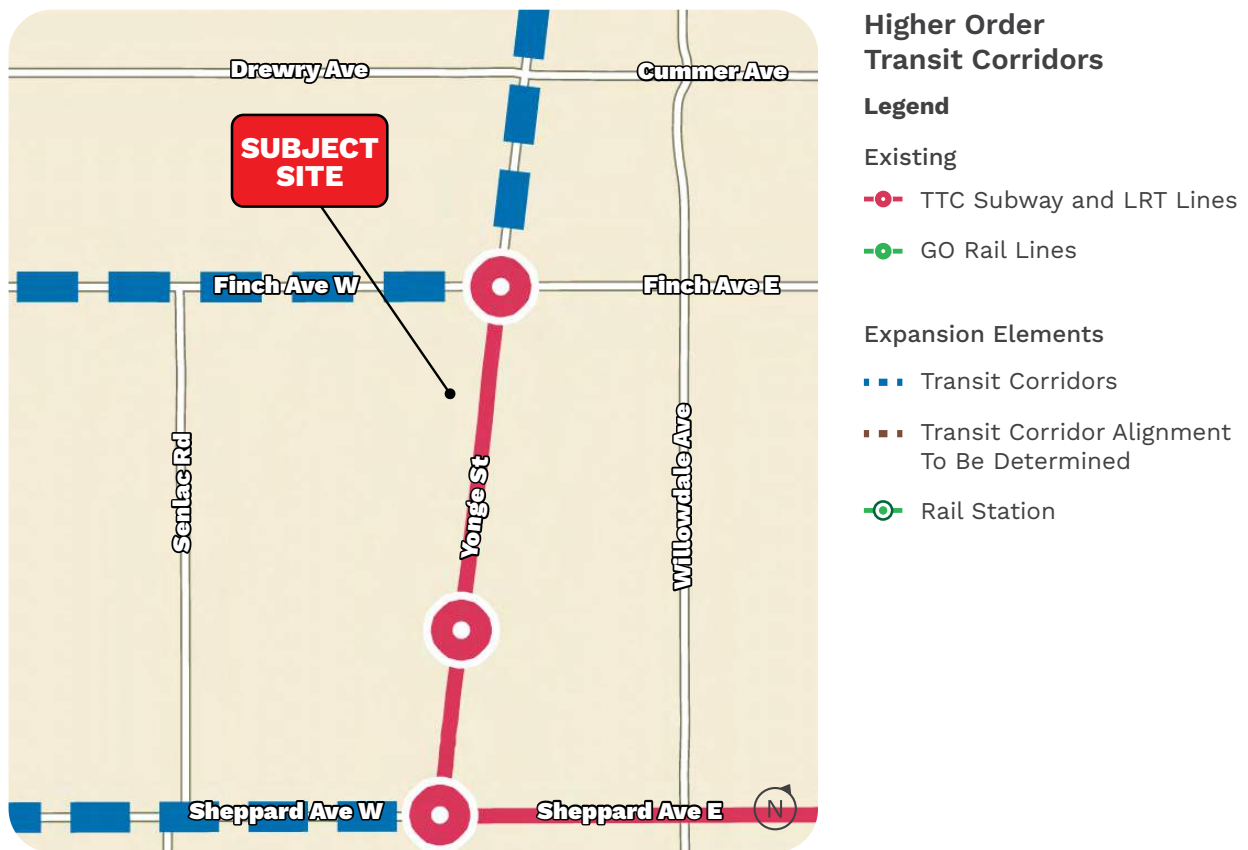 Drewry Ave
Cummer Ave
SUBJECT
SITE
Finch Ave W
Finch Ave E
Senlac Rd
Yonge St
Willowdale Ave
Sheppard Ave W
Sheppard Ave E
N
Higher Order
Transit Corridors
Legend
Existing
TTC Subway and LRT Lines
GO Rail Lines
Expansion Elements
Transit Corridors
Transit Corridor Alignment
To Be Determined
Rail Station